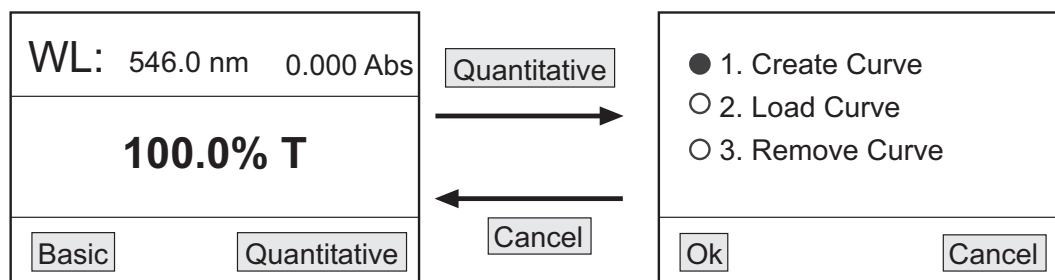 WL: 546.0 nm 0.000 Abs
100.0% T
Basic Quantitative
Quantitative
Cancel
1. Create Curve
2. Load Curve
3. Remove Curve
Ok Cancel